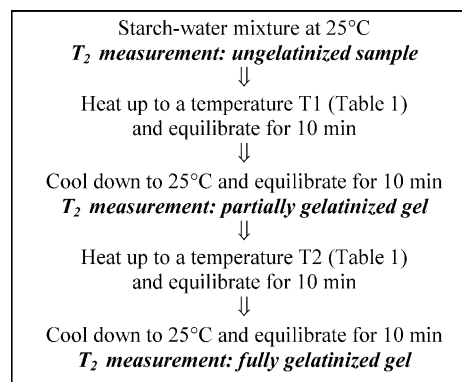 Starch-water mixture at 25°C
T₂ measurement: ungelatinized sample
⇓
Heat up to a temperature T1 (Table 1)
and equilibrate for 10 min
⇓
Cool down to 25°C and equilibrate for 10 min
T₂ measurement: partially gelatinized gel
⇓
Heat up to a temperature T2 (Table 1)
and equilibrate for 10 min
⇓
Cool down to 25°C and equilibrate for 10 min
T₂ measurement: fully gelatinized gel